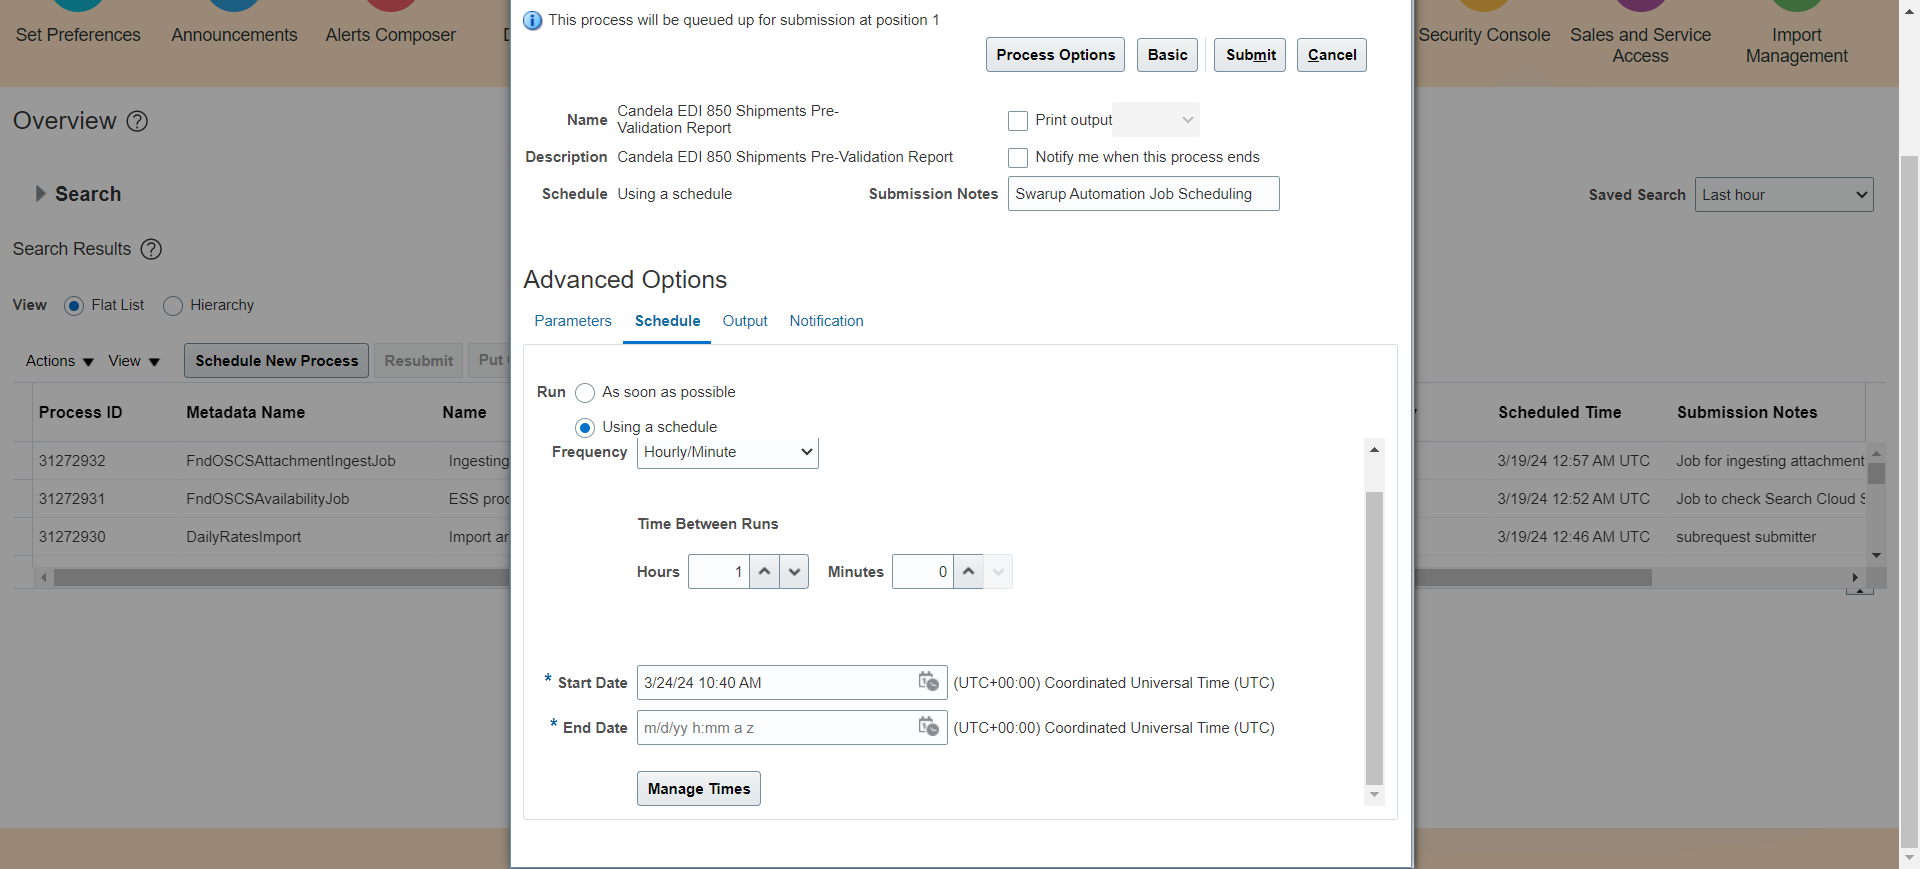 Set Preferences
Announcements
Alerts Composer
Security Console
Sales and Service
Access
Import
Management
Overview
Search
Saved Search
Last hour
Search Results
View
Flat List
Hierarchy
Actions
View
Schedule New Process
Resubmit
Put
Process ID
Metadata Name
Name
Scheduled Time
Submission Notes
31272932
FndOSCSAttachmentIngestJob
Ingesting
3/19/24 12:57 AM UTC
Job for ingesting attachment
31272931
FndOSCSAvailabilityJob
ESS proc
3/19/24 12:52 AM UTC
Job to check Search Cloud S
31272930
DailyRatesImport
Import ar
3/19/24 12:46 AM UTC
subrequest submitter
This process will be queued up for submission at position 1
Process Options
Basic
Submit
Cancel
Name
Candela EDI 850 Shipments Pre-
Validation Report
Print output
Description
Candela EDI 850 Shipments Pre-Validation Report
Notify me when this process ends
Schedule
Using a schedule
Submission Notes
Swarup Automation Job Scheduling
Advanced Options
Parameters
Schedule
Output
Notification
Run
As soon as possible
Using a schedule
Frequency
Hourly/Minute
Time Between Runs
Hours
1
Minutes
0
* Start Date
3/24/24 10:40 AM
(UTC+00:00) Coordinated Universal Time (UTC)
* End Date
m/d/yy h:mm a z
(UTC+00:00) Coordinated Universal Time (UTC)
Manage Times